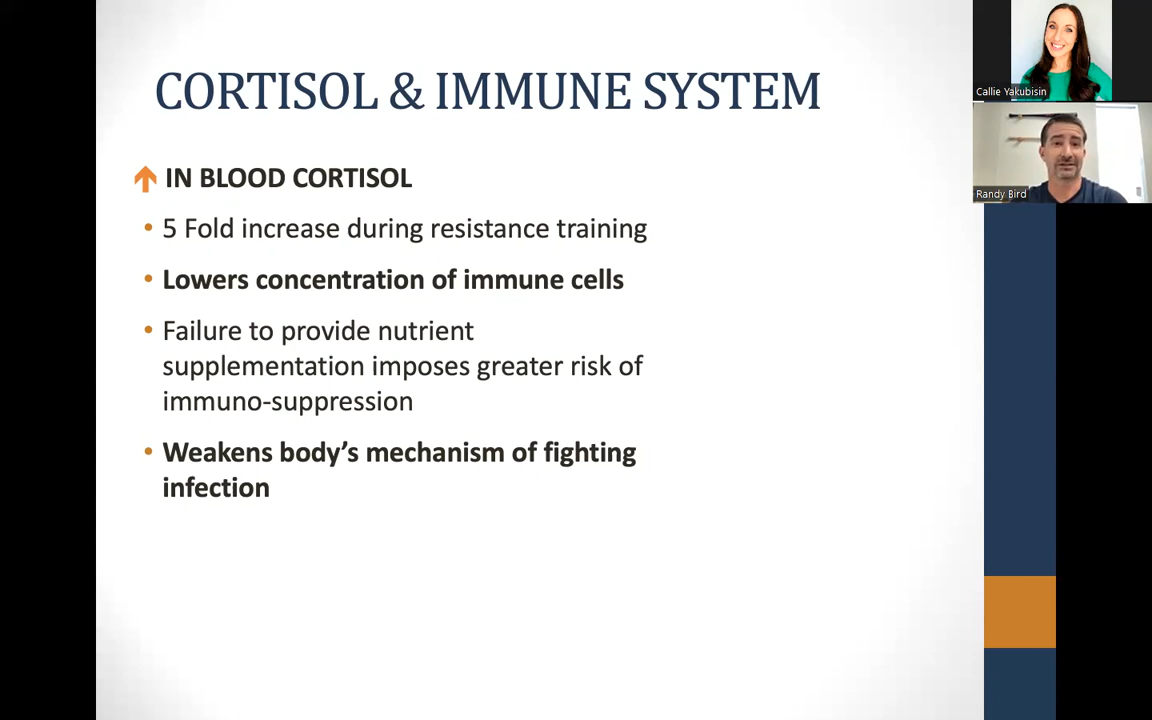 CORTISOL & IMMUNE SYSTEM
IN BLOOD CORTISOL
• 5 Fold increase during resistance training
• Lowers concentration of immune cells
• Failure to provide nutrient
supplementation imposes greater risk of
immuno-suppression
• Weakens body's mechanism of fighting
infection
Callie Yakubisin
Randy Bird